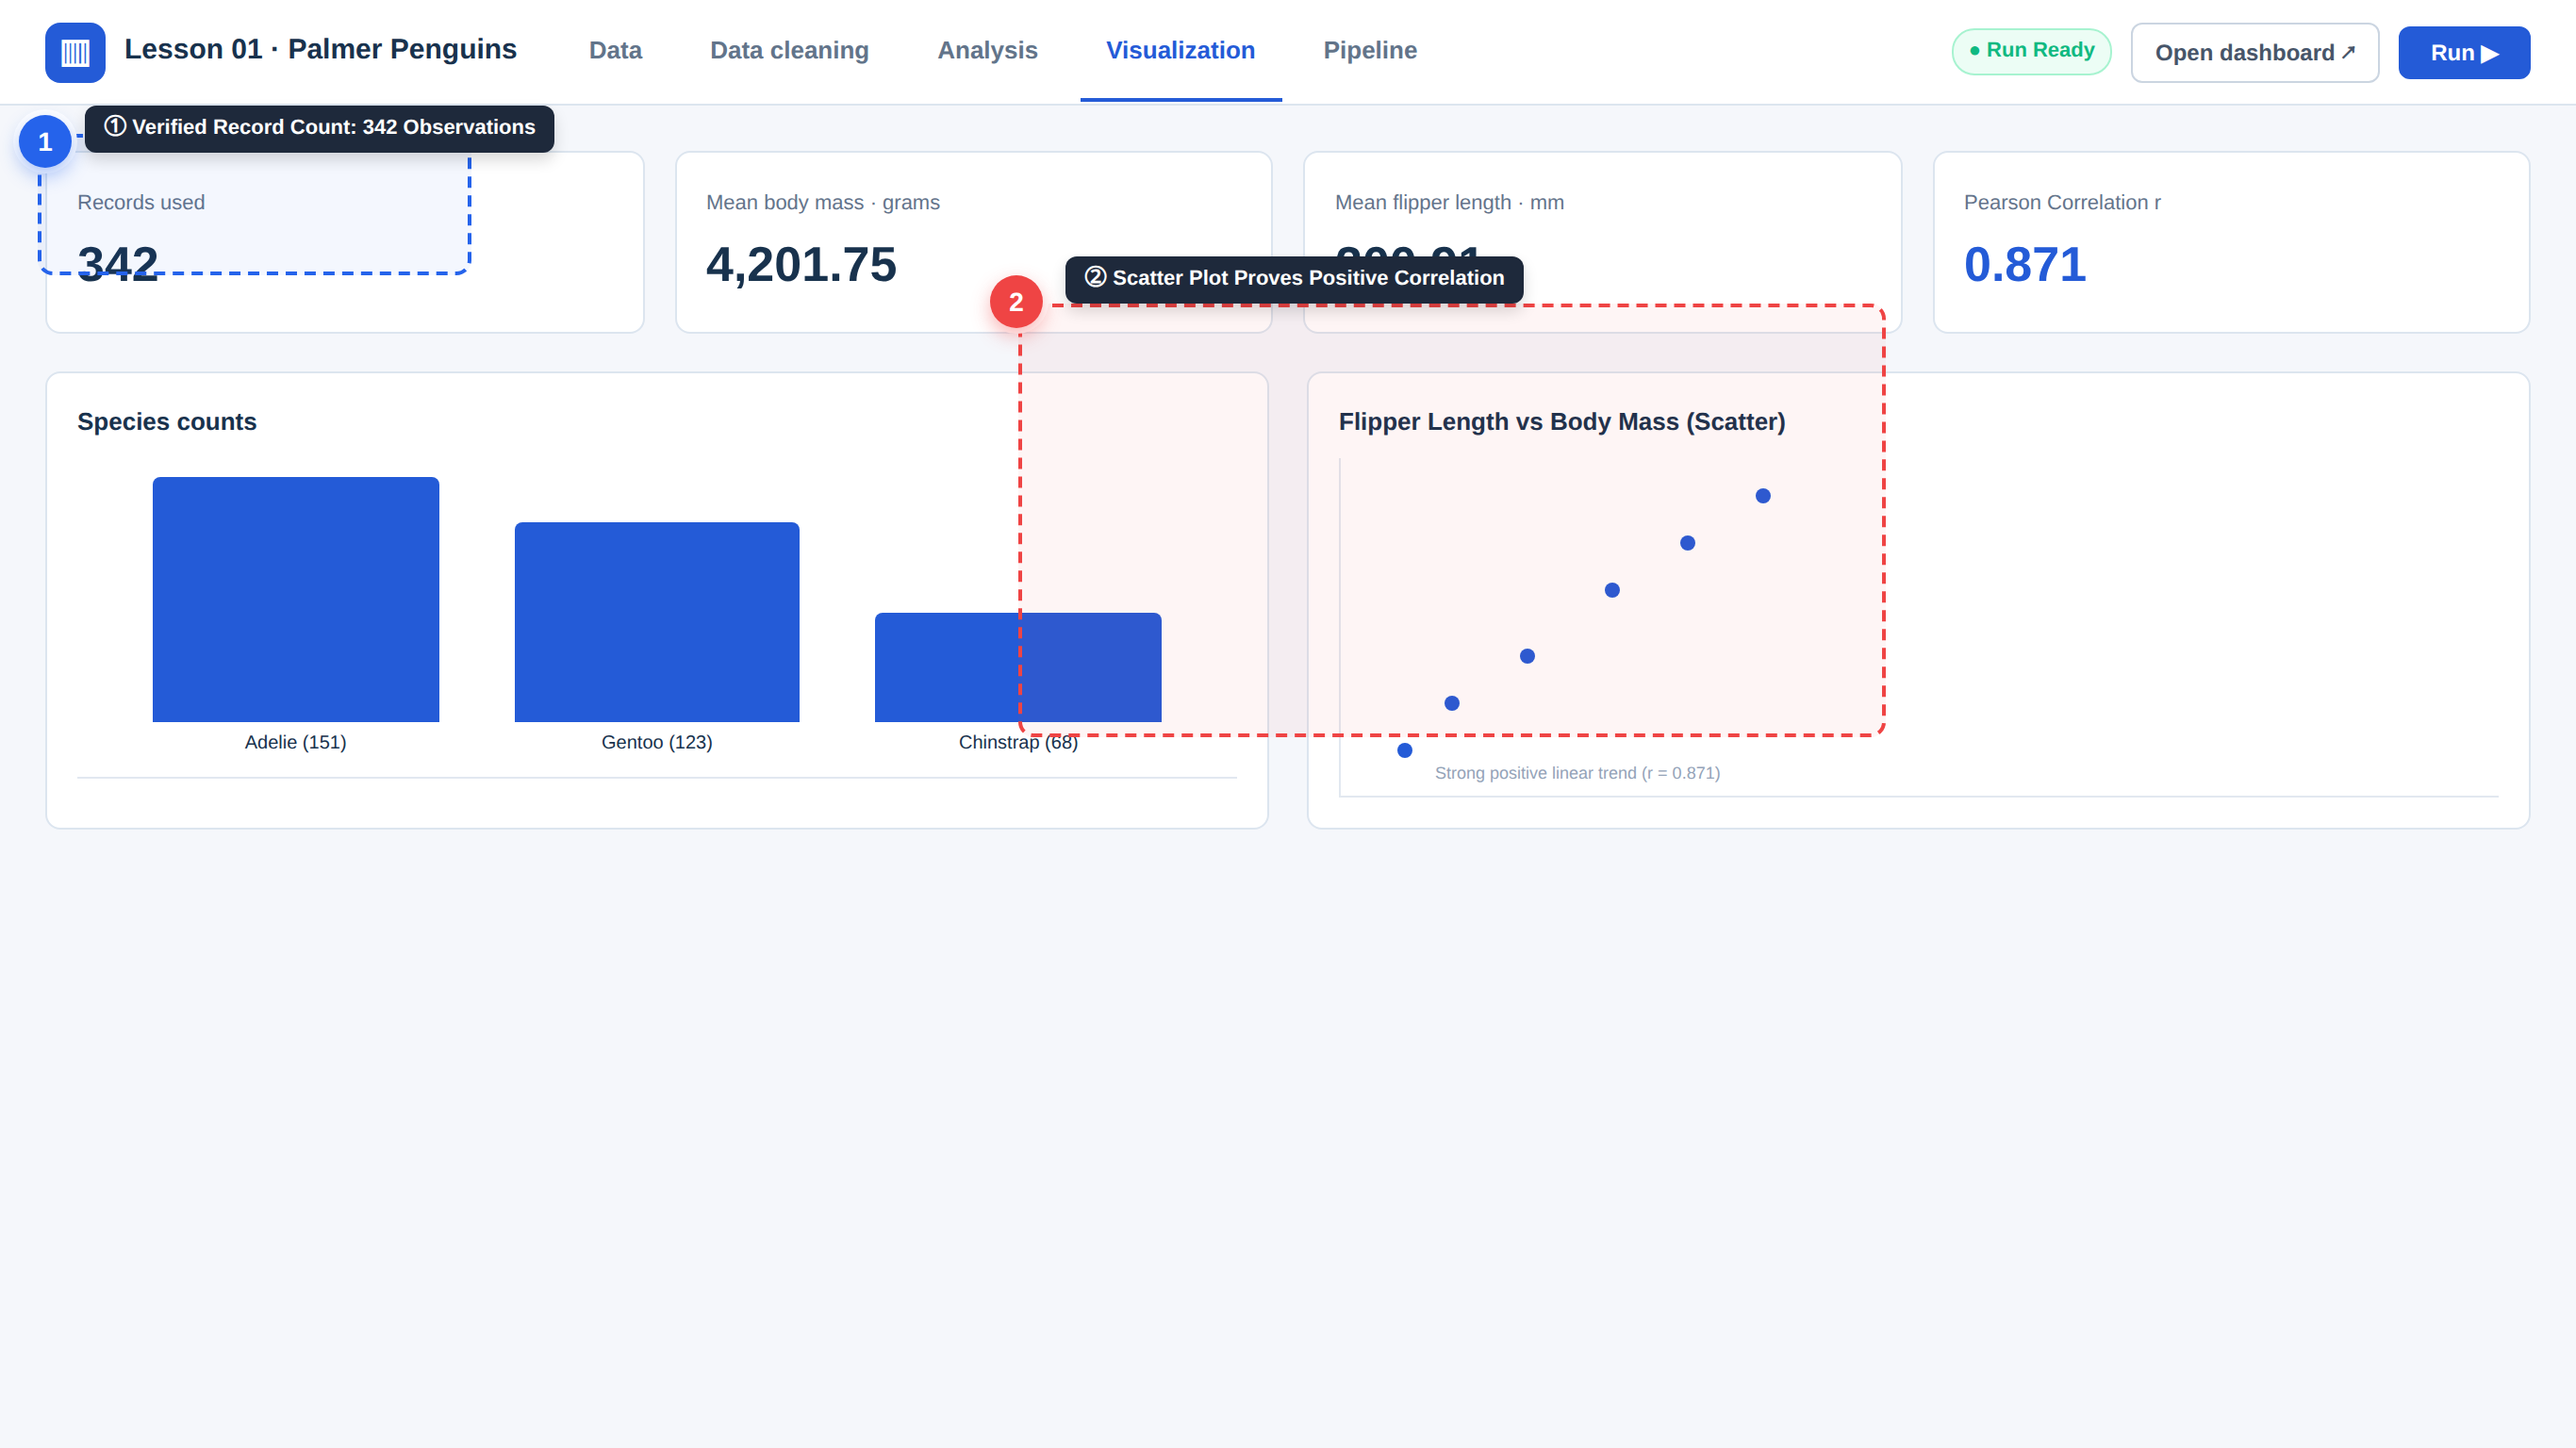 Lesson 01 · Palmer Penguins
Data
Data cleaning
Analysis
Visualization
Pipeline
● Run Ready
Open dashboard ↗
Run ▶
1
① Verified Record Count: 342 Observations
Records used
342
Mean body mass · grams
4,201.75
Mean flipper length · mm
Pearson Correlation r
0.871
2
② Scatter Plot Proves Positive Correlation
Species counts
Adelie (151)
Gentoo (123)
Chinstrap (68)
Flipper Length vs Body Mass (Scatter)
Strong positive linear trend (r = 0.871)